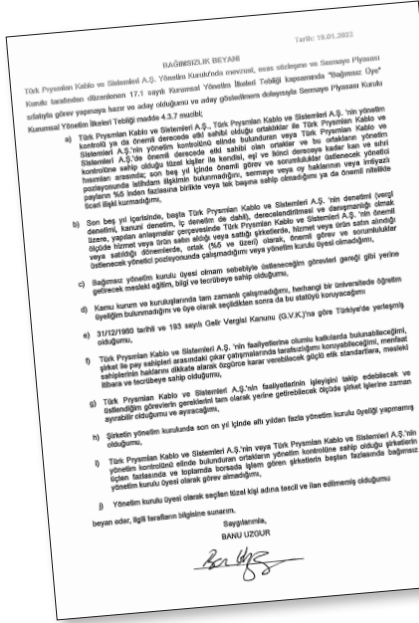 Tarih: 19.01.2022
BAĞIMSIZLIK BEYANI
Türk Prysmian Kablo ve Sistemleri A.Ş. Yönetim Kurulu'nda mevzuat, esas sözleşme ve Sermaye Piyasası
Kurulu tarafından düzenlenen 17.1 sayılı Kurumsal Yönetim İlkeleri Tebliği kapsamında "Bağımsız Üye"
sıfatıyla görev yapmaya hazır ve aday olduğumu ve aday gösterilmem dolayısıyla Sermaye Piyasası Kurulu
Kurumsal Yönetim İlkeleri Tebliği madde 4.3.7 mucibi;
a) Türk Prysmian Kablo ve Sistemleri A.Ş., Türk Prysmian Kablo ve Sistemleri A.Ş. 'nin yönetim
kontrolü ya da önemli derecede etki sahibi olduğu ortaklıklar ile Türk Prysmian Kablo ve
Sistemleri A.Ş.'nin yönetim kontrolünü elinde bulunduran veya Türk Prysmian Kablo ve
Sistemleri A.Ş.'de önemli derecede etki sahibi olan ortaklar ve bu ortakların yönetim
kontrolüne sahip olduğu tüzel kişiler ile kendisi, eşi ve ikinci dereceye kadar kan ve sıhri
hısımları arasında; son beş yıl içinde önemli görev ve sorumluluklar üstlenecek yönetici
pozisyonunda istihdam ilişkisinin bulunmadığını, sermaye veya oy haklarının veya imtiyazlı
payların %5 inden fazlasına birlikte veya tek başına sahip olmadığımı ya da önemli nitelikte
ticari ilişki kurmadığımı,
b) Son beş yıl içerisinde, başta Türk Prysmian Kablo ve Sistemleri A.Ş.'nin denetimi (vergi
denetimi, kanuni denetim, iç denetim de dahil), derecelendirilmesi ve danışmanlığı olmak
üzere, yapılan anlaşmalar çerçevesinde Türk Prysmian Kablo ve Sistemleri A.Ş. 'nin önemli
ölçüde hizmet veya ürün satın aldığı veya sattığı şirketlerde, hizmet veya ürün satın alındığı
veya satıldığı dönemlerde, ortak (%5 ve üzeri) olarak, önemli görev ve sorumluluklar
üstlenecek yönetici pozisyonda çalışmadığımı veya yönetim kurulu üyesi olmadığımı,
c) Bağımsız yönetim kurulu üyesi olmam sebebiyle üstleneceğim görevleri gereği gibi yerine
getirecek mesleki eğitim, bilgi ve tecrübeye sahip olduğumu,
d) Kamu kurum ve kuruluşlarında tam zamanlı çalışmadığımı, herhangi bir üniversitede öğretim
üyeliğim bulunmadığını ve üye olarak seçildikten sonra da bu statüyü koruyacağımı
e) 31/12/1960 tarihli ve 193 sayılı Gelir Vergisi Kanunu (G.V.K.)'na göre Türkiye'de yerleşmiş
olduğumu,
f) Türk Prysmian Kablo ve Sistemleri A.Ş. 'nin faaliyetlerine olumlu katkılarda bulunabileceğimi,
şirket ile pay sahipleri arasındaki çıkar çatışmalarında tarafsızlığımı koruyabileceğimi, menfaat
sahiplerinin haklarını dikkate alarak özgürce karar verebilecek güçlü etik standartlara, mesleki
itibara ve tecrübeye sahip olduğumu,
g) Türk Prysmian Kablo ve Sistemleri A.Ş.'nin faaliyetlerinin işleyişini takip edebilecek ve
üstlendiğim görevlerin gereklerini tam olarak yerine getirebilecek ölçüde şirket işlerine zaman
ayırabilir olduğumu ve ayıracağımı,
h) Şirketin yönetim kurulunda son on yıl içinde altı yıldan fazla yönetim kurulu üyeliği yapmamış
olduğumu,
i) Türk Prysmian Kablo ve Sistemleri A.Ş.'nin veya Türk Prysmian Kablo ve Sistemleri A.Ş.'nin
yönetim kontrolünü elinde bulunduran ortakların yönetim kontrolüne sahip olduğu şirketlerin
üçten fazlasında ve toplamda borsada işlem gören şirketlerin beşten fazlasında bağımsız
yönetim kurulu üyesi olarak görev almadığımı,
j) Yönetim kurulu üyesi olarak seçilen tüzel kişi adına tescil ve ilan edilmemiş olduğumu
beyan eder, ilgili tarafların bilgisine sunarım.
Saygılarımla,
BANU UZGUR